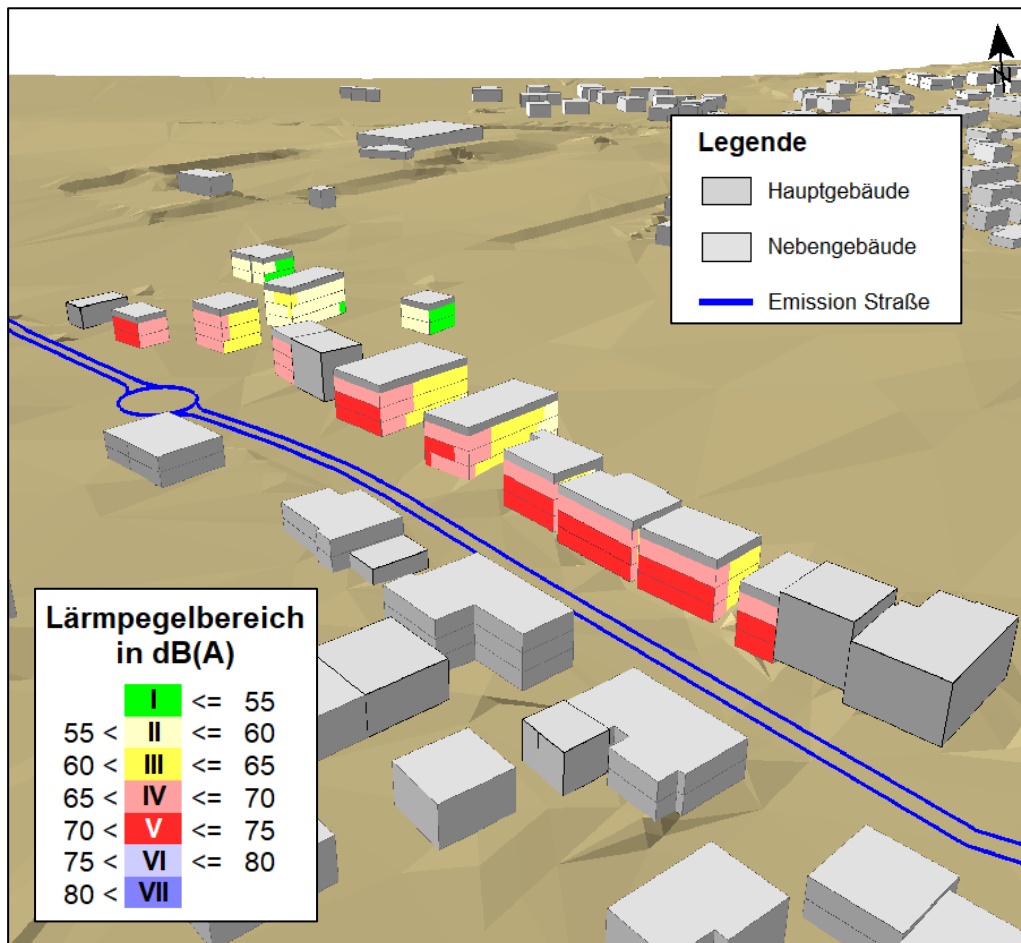 N
Legende
Hauptgebäude
Nebengebäude
Emission Straße
Lärmpegelbereich
in dB(A)
I <= 55
55 < II <= 60
60 < III <= 65
65 < IV <= 70
70 < V <= 75
75 < VI <= 80
80 < VII